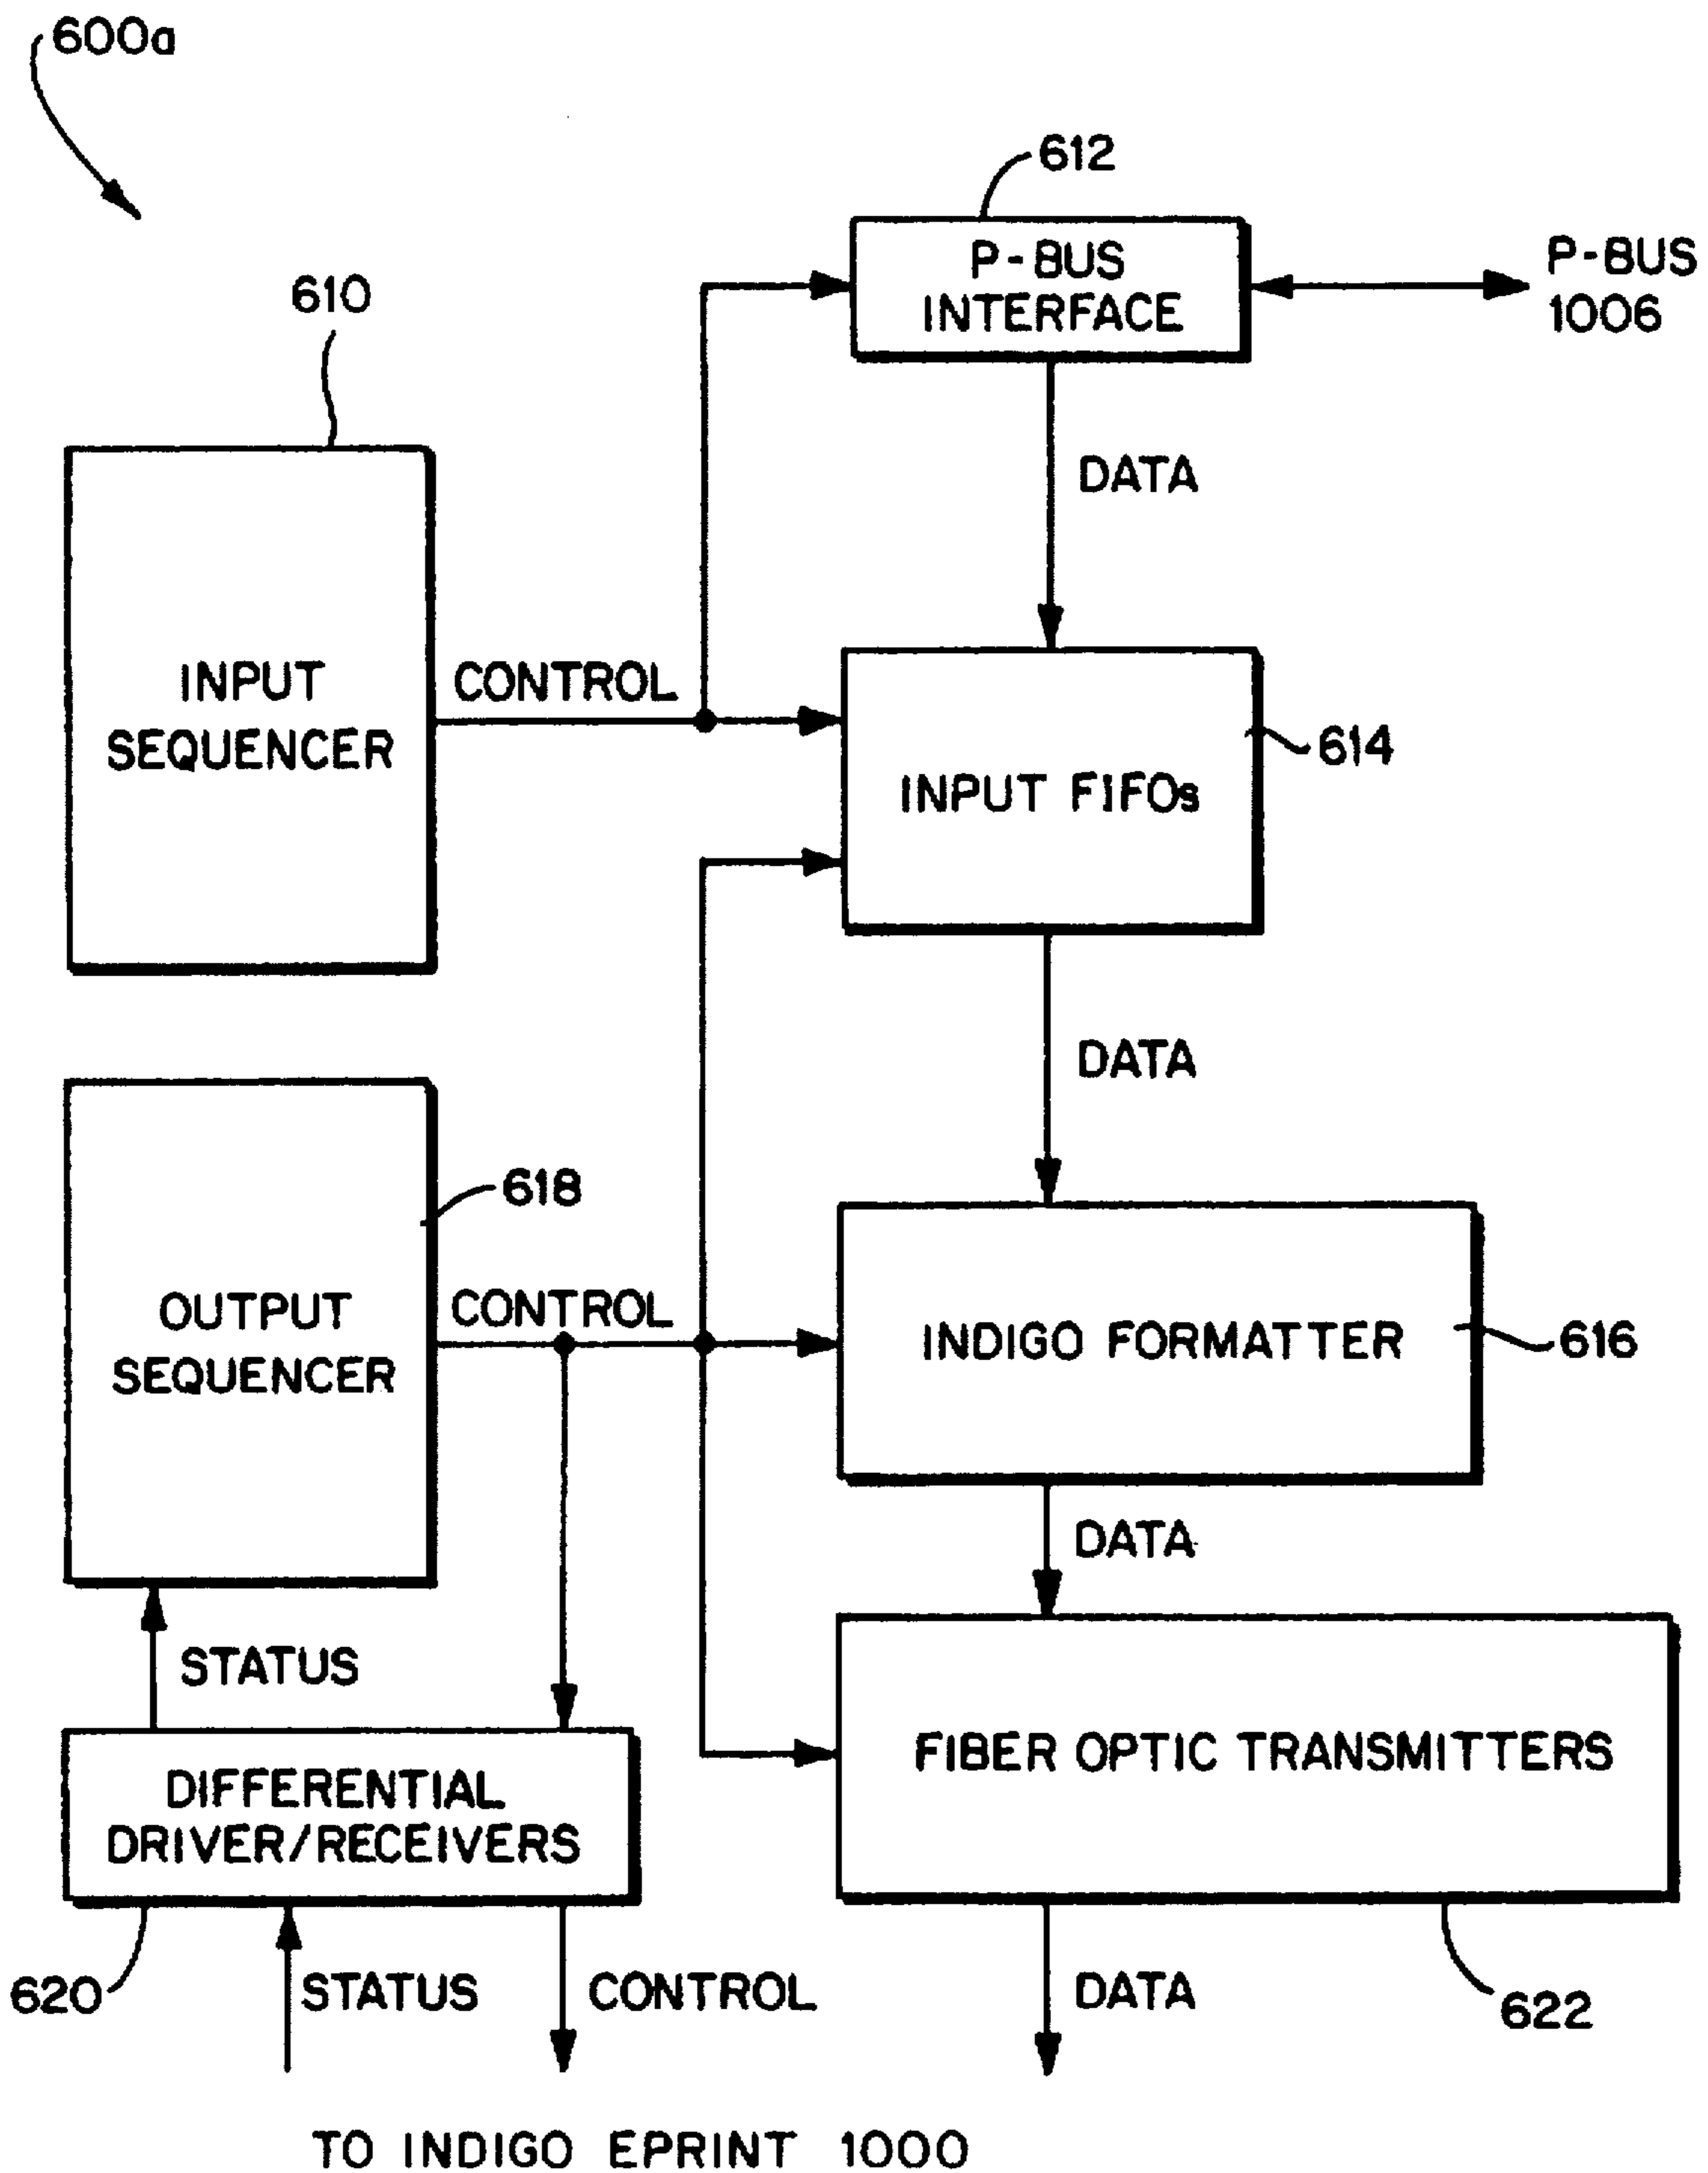 600a
612
P-BUS
INTERFACE
P-BUS
1006
610
DATA
INPUT
SEQUENCER
CONTROL
614
INPUT FIFOs
DATA
618
OUTPUT
SEQUENCER
CONTROL
INDIGO FORMATTER
616
DATA
STATUS
FIBER OPTIC TRANSMITTERS
DIFFERENTIAL
DRIVER/RECEIVERS
620
STATUS
CONTROL
DATA
622
TO INDIGO EPRINT 1000